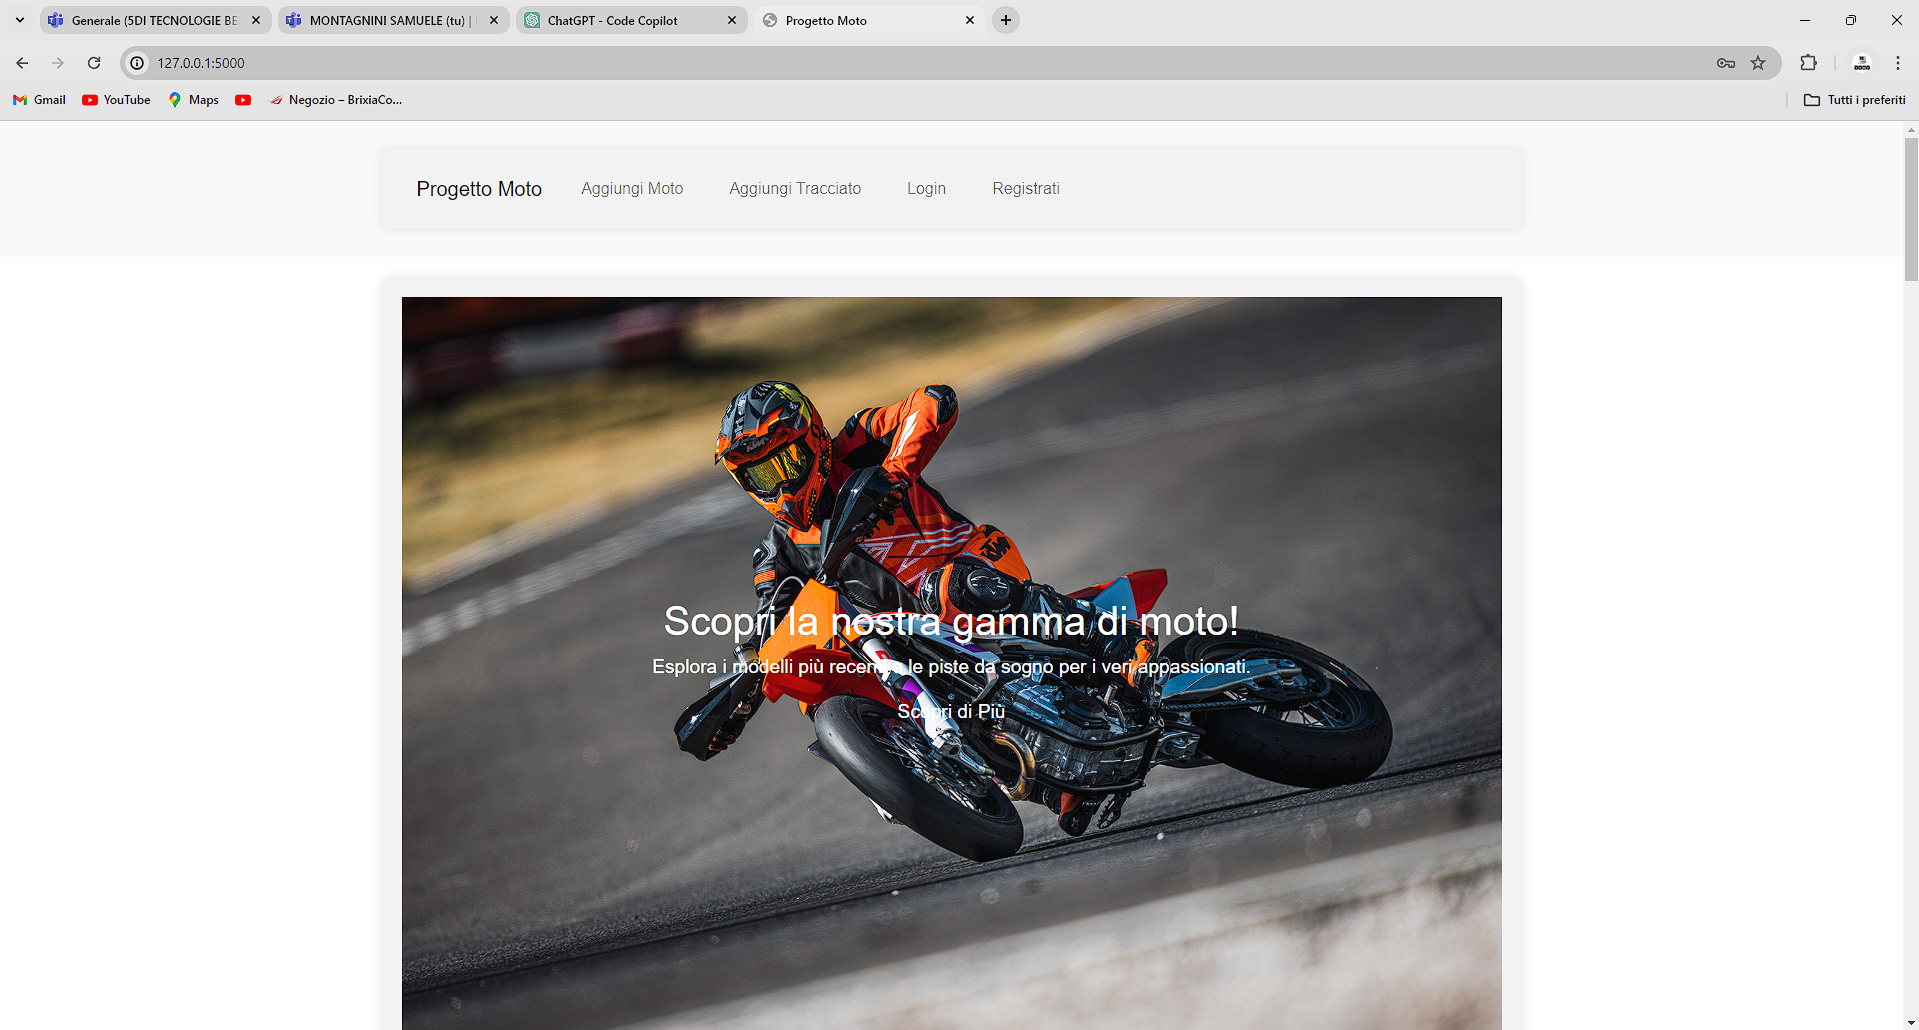 Generale (5DI TECNOLOGIE BE
MONTAGNINI SAMUELE (tu) |
ChatGPT - Code Copilot
Progetto Moto
127.0.0.1:5000
Gmail
YouTube
Maps
Negozio – BrixiaCo...
Tutti i preferiti
Progetto Moto
Aggiungi Moto
Aggiungi Tracciato
Login
Registrati
KTM
Scopri la nostra gamma di moto!
Esplora i modelli più recenti e le piste da sogno per i veri appassionati.
Scopri di Più